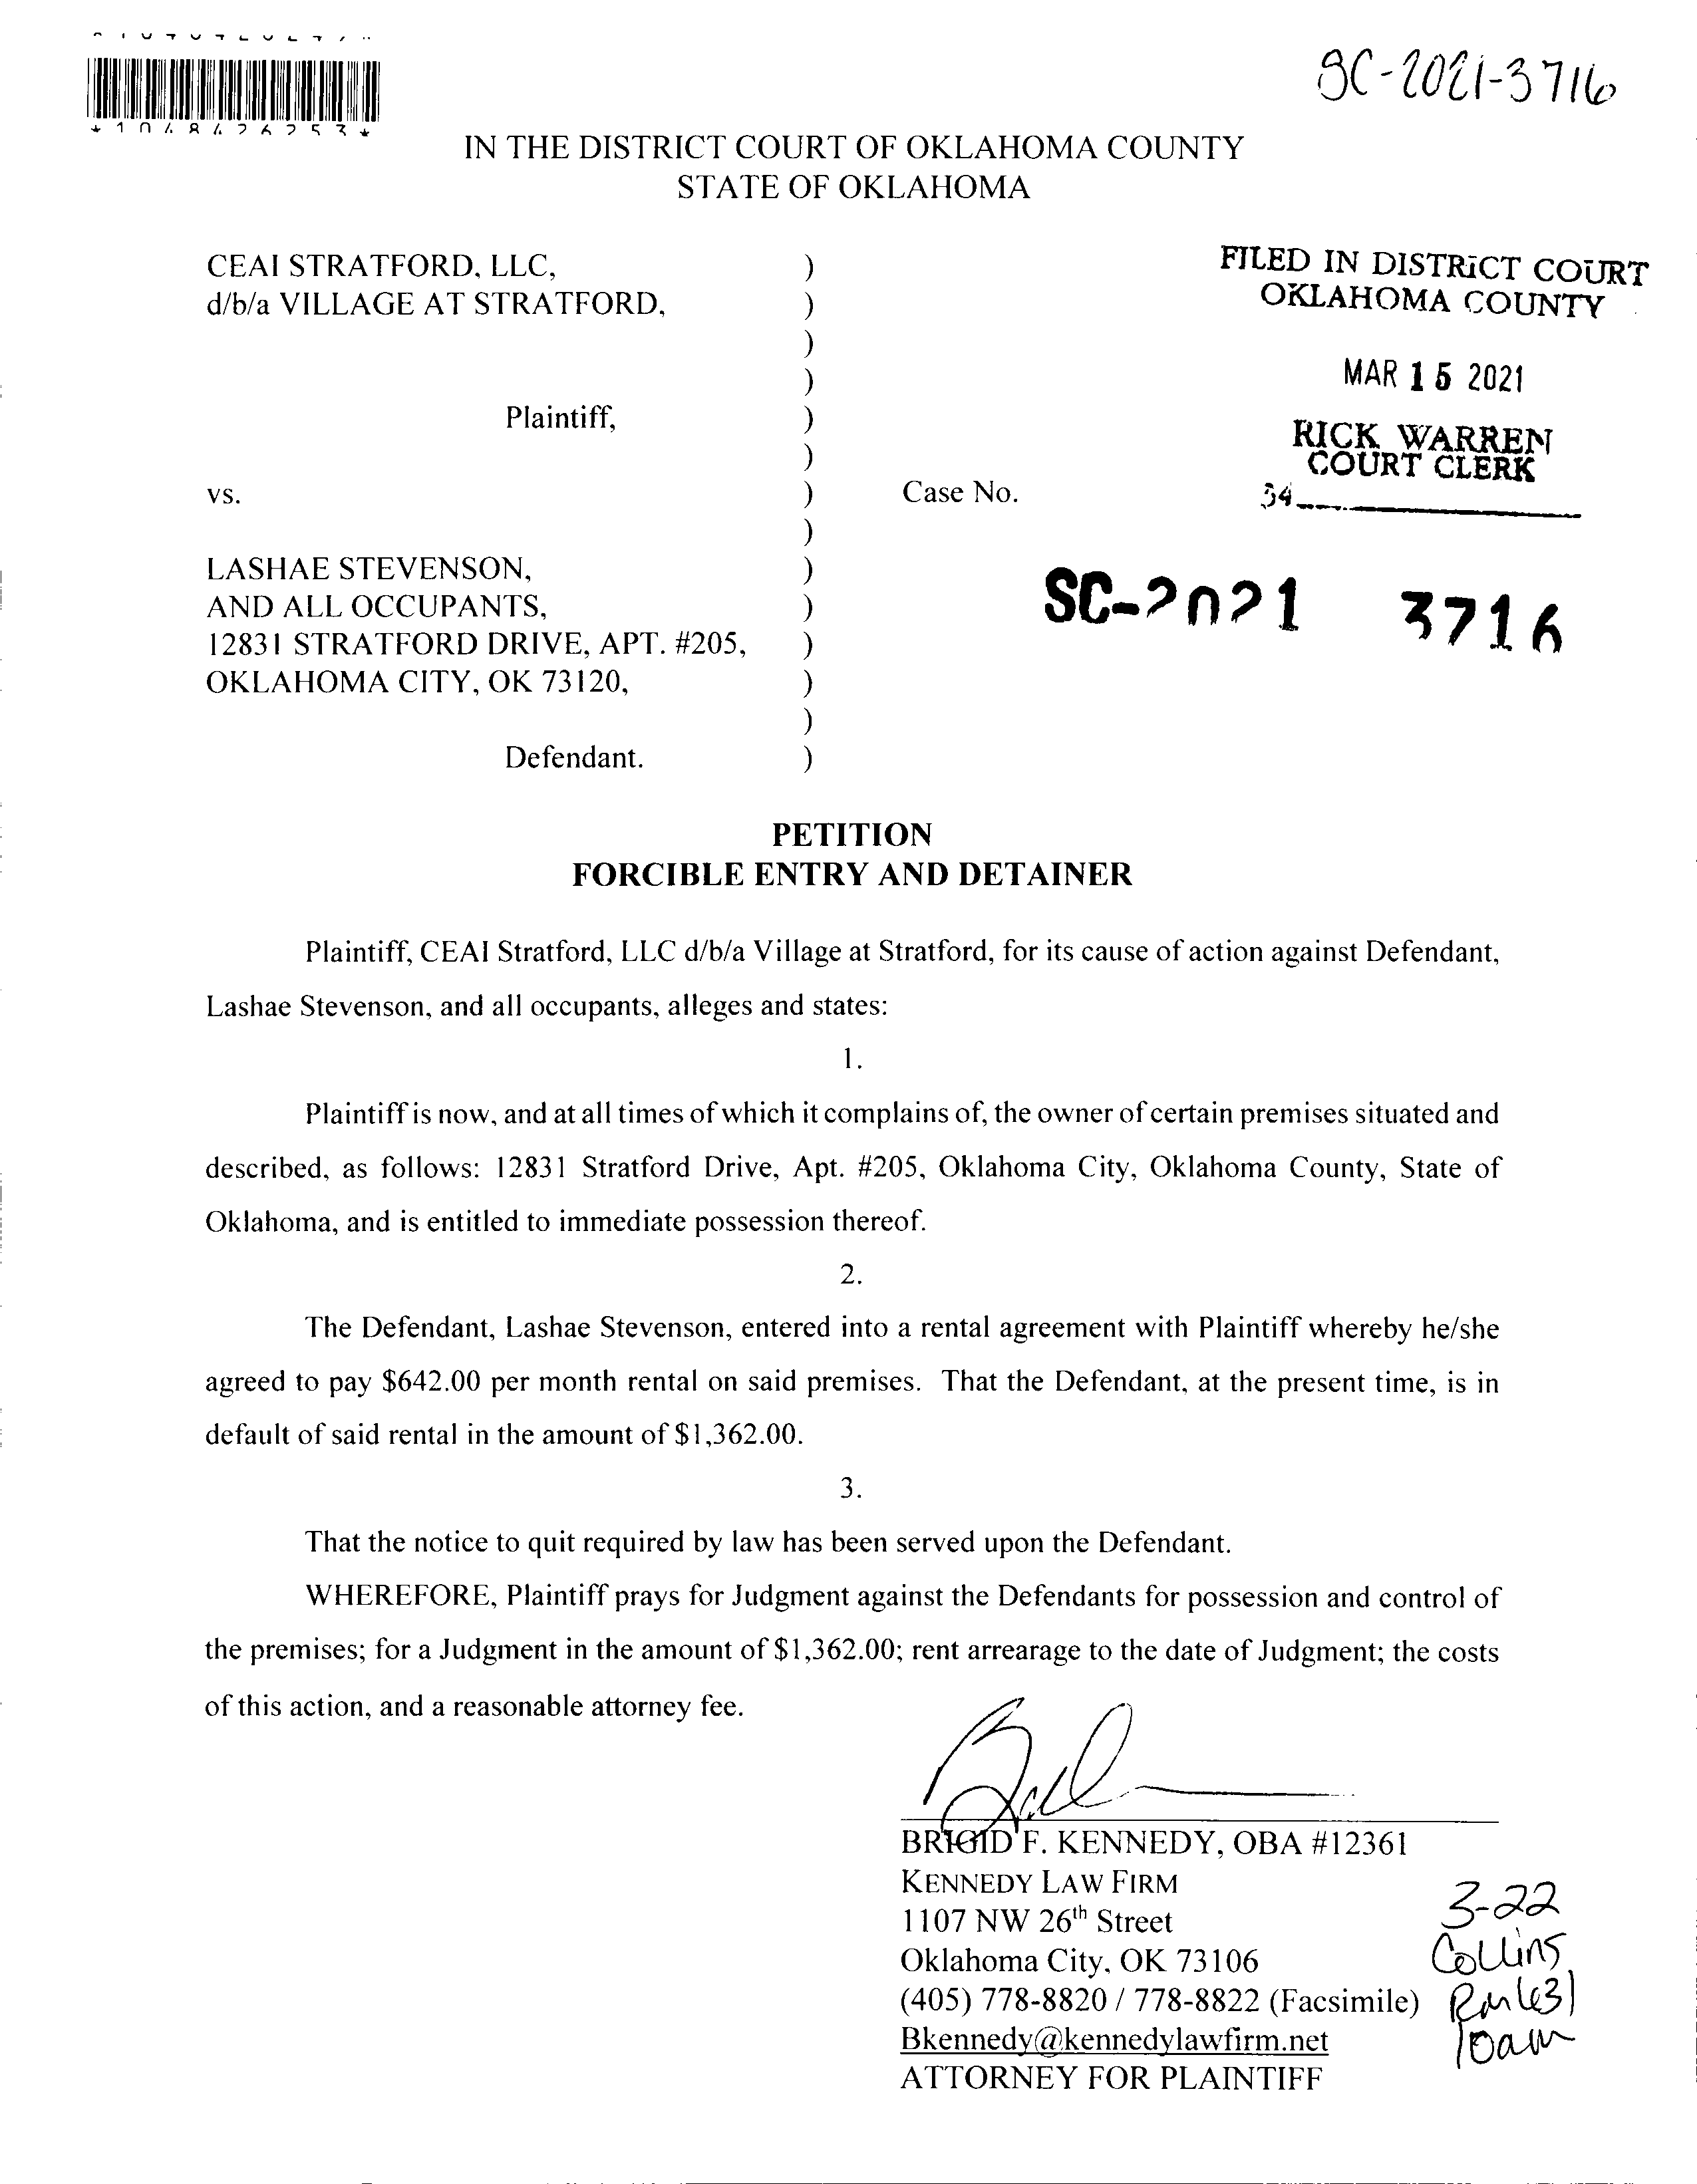 *1048426253*
SC-2021-3716
IN THE DISTRICT COURT OF OKLAHOMA COUNTY
STATE OF OKLAHOMA
CEAI STRATFORD, LLC, )
d/b/a VILLAGE AT STRATFORD, )
)
)
Plaintiff, )
)
vs. ) Case No.
)
LASHAE STEVENSON, )
AND ALL OCCUPANTS, )
12831 STRATFORD DRIVE, APT. #205, )
OKLAHOMA CITY, OK 73120, )
)
Defendant. )
FILED IN DISTRICT COURT
OKLAHOMA COUNTY
MAR 15 2021
RICK WARREN
COURT CLERK
34
SC-2021 3716
PETITION
FORCIBLE ENTRY AND DETAINER
Plaintiff, CEAI Stratford, LLC d/b/a Village at Stratford, for its cause of action against Defendant,
Lashae Stevenson, and all occupants, alleges and states:
1.
Plaintiff is now, and at all times of which it complains of, the owner of certain premises situated and
described, as follows: 12831 Stratford Drive, Apt. #205, Oklahoma City, Oklahoma County, State of
Oklahoma, and is entitled to immediate possession thereof.
2.
The Defendant, Lashae Stevenson, entered into a rental agreement with Plaintiff whereby he/she
agreed to pay $642.00 per month rental on said premises. That the Defendant, at the present time, is in
default of said rental in the amount of $1,362.00.
3.
That the notice to quit required by law has been served upon the Defendant.
WHEREFORE, Plaintiff prays for Judgment against the Defendants for possession and control of
the premises; for a Judgment in the amount of $1,362.00; rent arrearage to the date of Judgment; the costs
of this action, and a reasonable attorney fee.
BRIGID F. KENNEDY, OBA #12361
KENNEDY LAW FIRM
1107 NW 26th Street
Oklahoma City, OK 73106
(405) 778-8820 / 778-8822 (Facsimile)
Bkennedy@kennedylawfirm.net
ATTORNEY FOR PLAINTIFF
3-22
Collins
Rm 631
10am